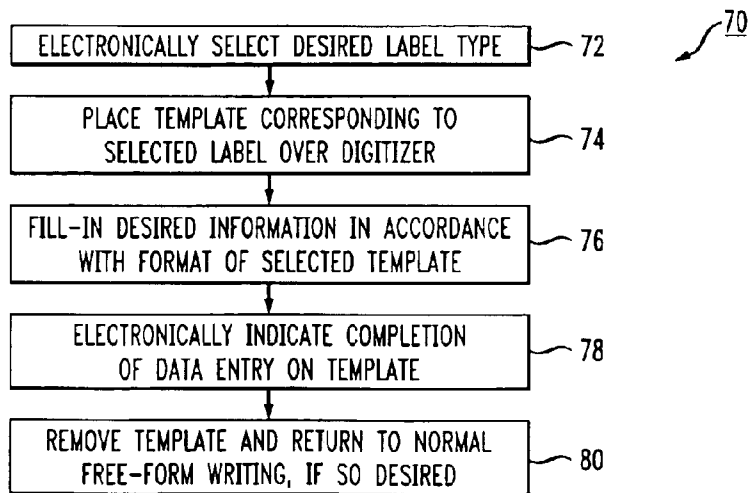 70
ELECTRONICALLY SELECT DESIRED LABEL TYPE 72
PLACE TEMPLATE CORRESPONDING TO
SELECTED LABEL OVER DIGITIZER
74
FILL-IN DESIRED INFORMATION IN ACCORDANCE
WITH FORMAT OF SELECTED TEMPLATE
76
ELECTRONICALLY INDICATE COMPLETION
OF DATA ENTRY ON TEMPLATE
78
REMOVE TEMPLATE AND RETURN TO NORMAL
FREE-FORM WRITING, IF SO DESIRED
80